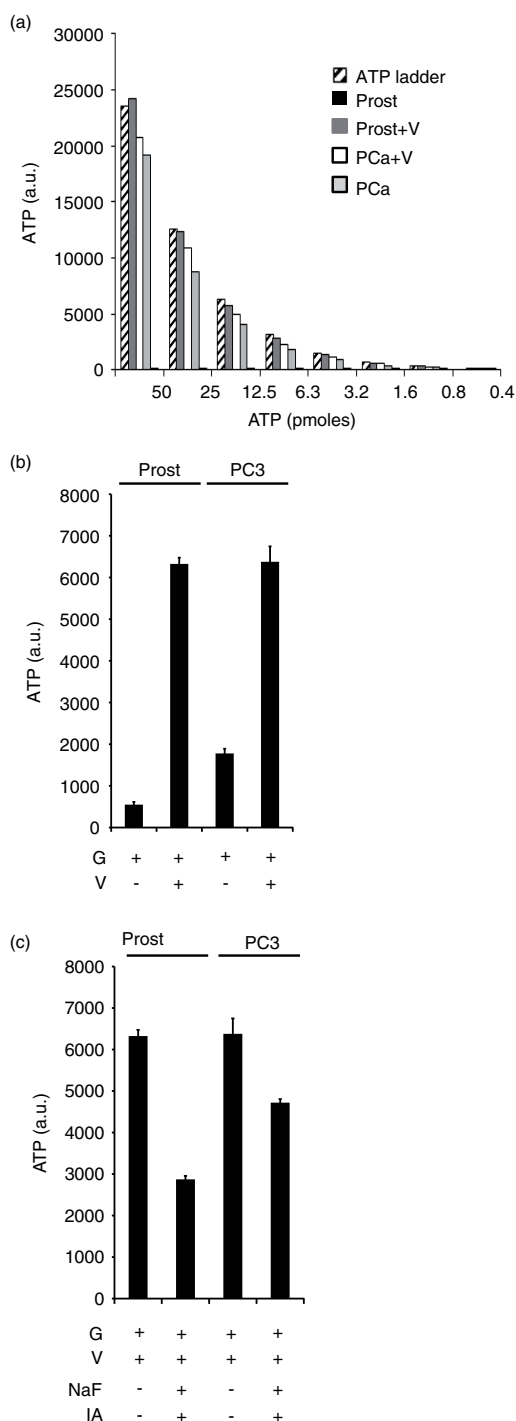 (a)
30000
25000
20000
15000
10000
5000
0
ATP (a.u.)
ATP ladder
Prost
Prost+V
PCa+V
PCa
50 25 12.5 6.3 3.2 1.6 0.8 0.4
ATP (pmoles)
(b)
Prost PC3
8000
7000
6000
5000
4000
3000
2000
1000
0
ATP (a.u.)
G + + + +
V - + - +
(c)
Prost PC3
8000
7000
6000
5000
4000
3000
2000
1000
0
ATP (a.u.)
G + + + +
V + + + +
NaF - + - +
IA - + - +